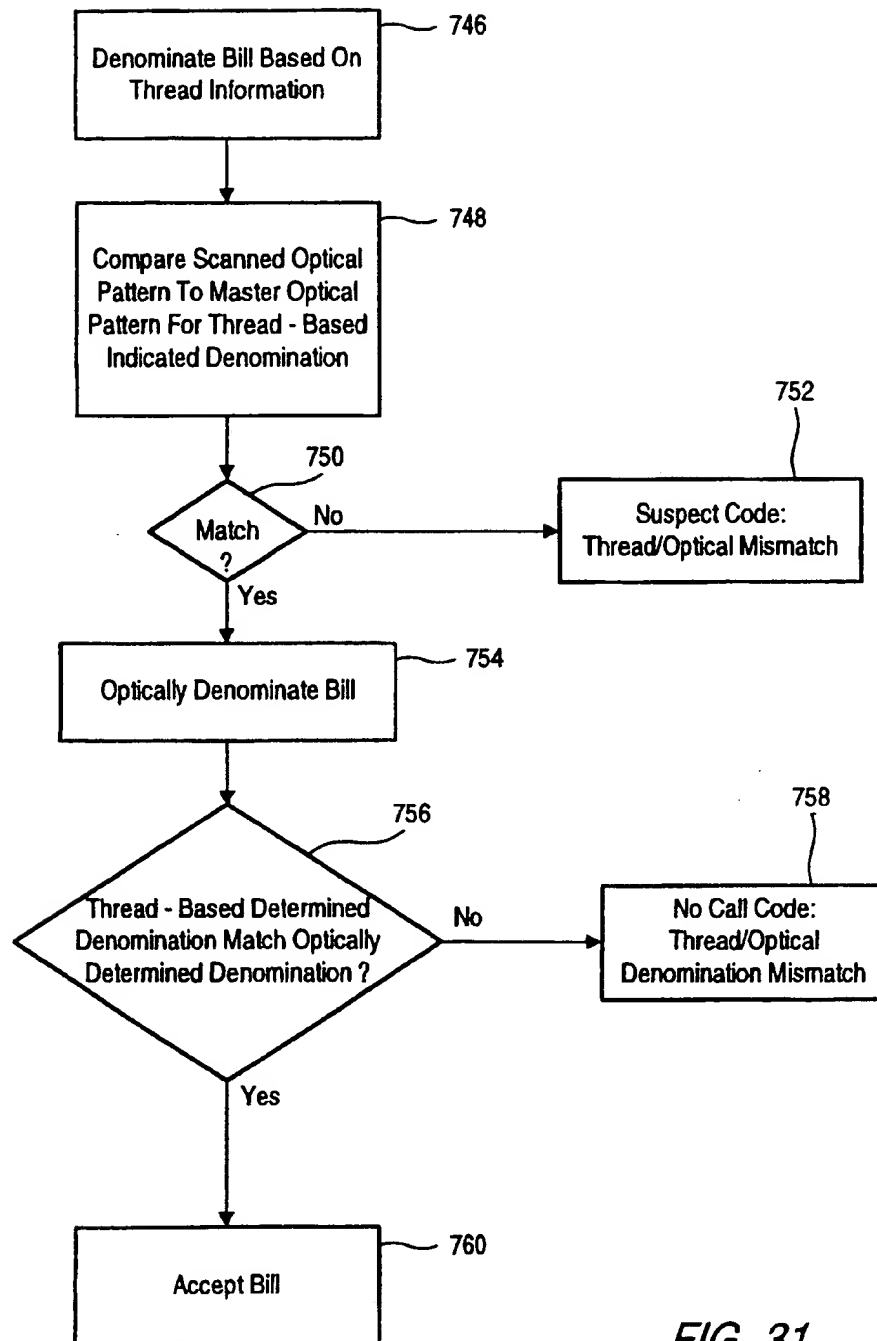 746
Denominate Bill Based On
Thread Information
748
Compare Scanned Optical
Pattern To Master Optical
Pattern For Thread - Based
Indicated Denomination
752
750
Match
?
No
Suspect Code:
Thread/Optical Mismatch
Yes
754
Optically Denominate Bill
758
756
Thread - Based Determined
Denomination Match Optically
Determined Denomination ?
No
No Call Code:
Thread/Optical
Denomination Mismatch
Yes
760
Accept Bill
FIG. 31